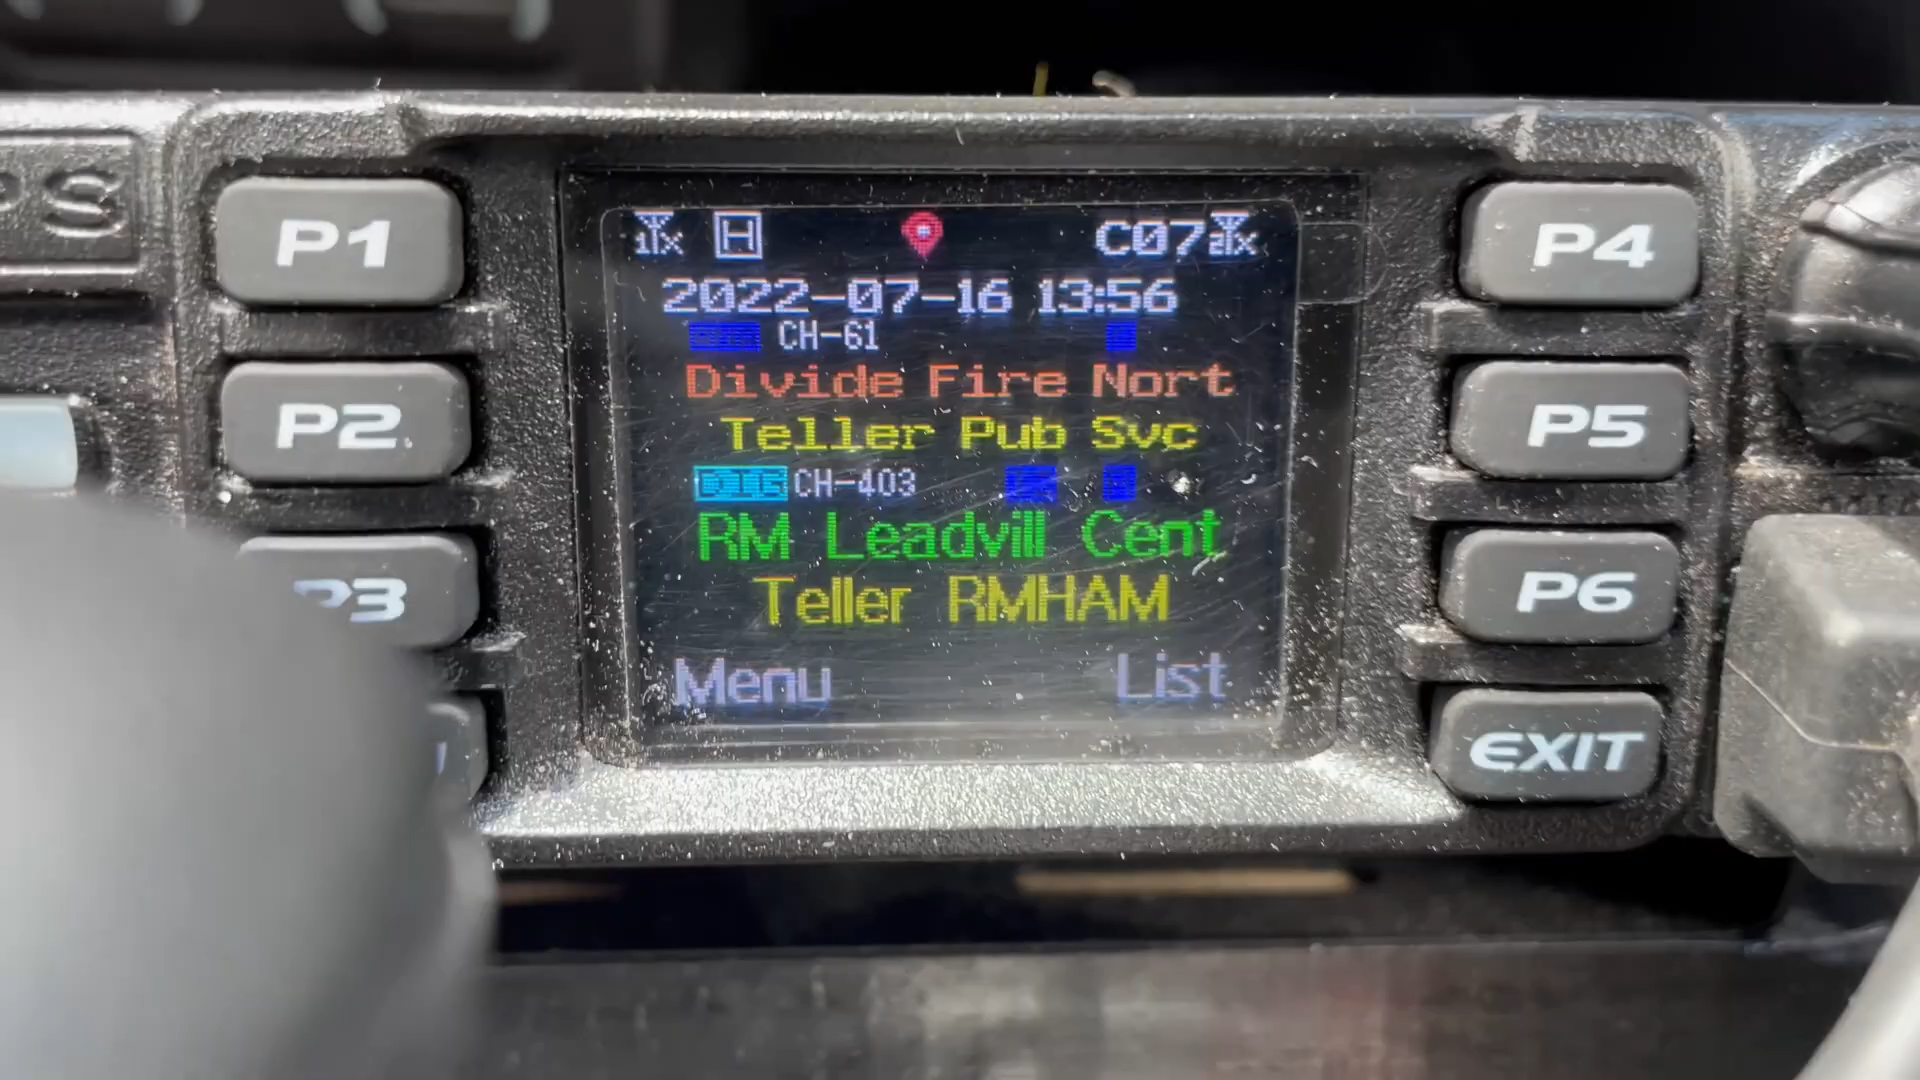 PS
P1
P2
P3
H C07
2022-07-16 13:56
CH-61
Divide Fire Nort
Teller Pub Svc
CH-403
RM Leadvill Cent
Teller RMHAM
Menu List
P4
P5
P6
EXIT